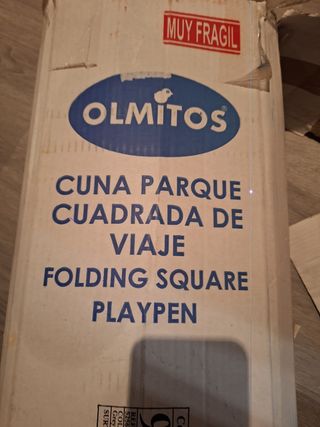 MUY FRAGIL
OLMITOS®
CUNA PARQUE
CUADRADA DE
VIAJE
FOLDING SQUARE
PLAYPEN